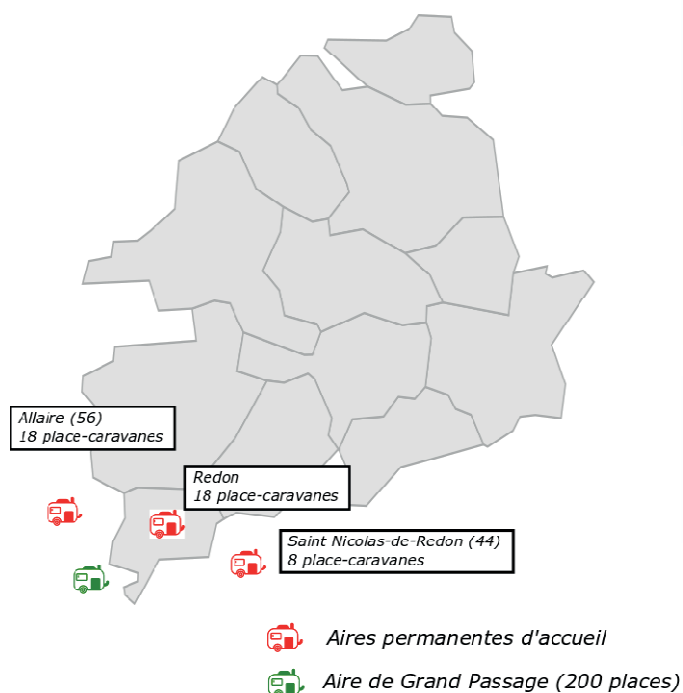 Allaire (56)
18 place-caravanes
Redon
18 place-caravanes
Saint Nicolas-de-Redon (44)
8 place-caravanes
Aires permanentes d'accueil
Aire de Grand Passage (200 places)